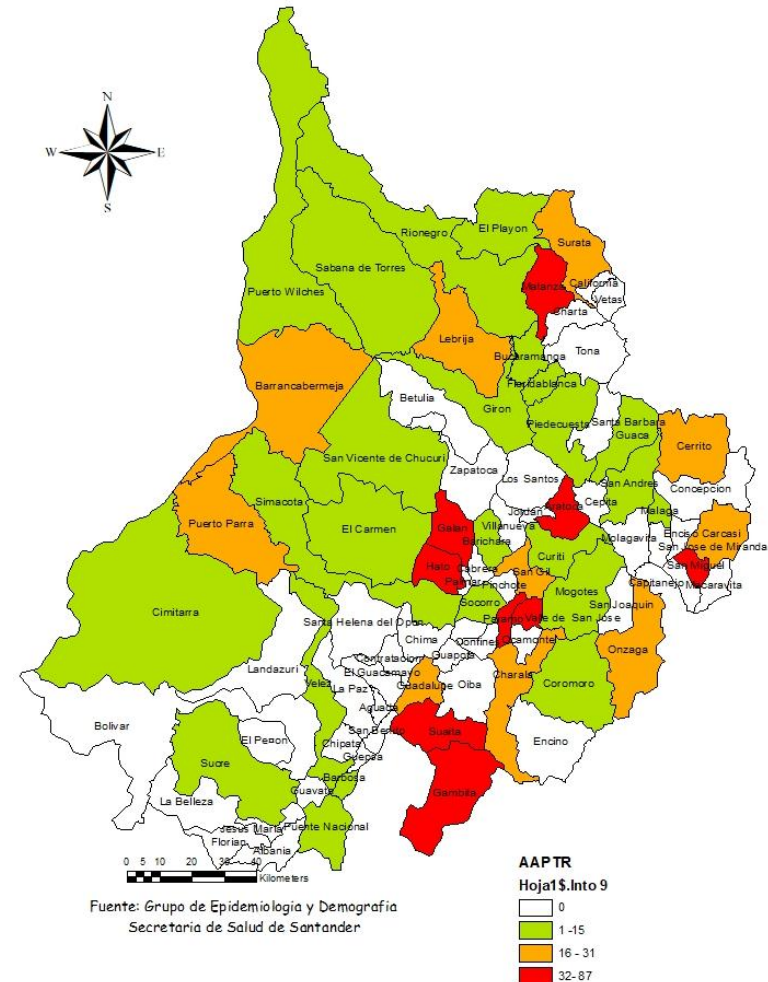 N
W E
S
El Playon
Rionegro
Surata
Sabana de Torres
Matanza
California
Vetas
Puerto Wilches
Charta
Lebrija
Tona
Bucaramanga
Barrancabermeja
Floridablanca
Betulia
Giron
Piedecuesta
Santa Barbara
Guaca
Cerrito
San Vicente de Chucuri
Zapatoca
Los Santos
San Andres
Concepcion
Simacota
Cepita
Jordan
Malaga
Puerto Parra
El Carmen
Galan
Villanueva
Barichara
Curiti
Molagavita
Enciso
Carcasi
San Jose de Miranda
Hato
Cabrera
San Gil
San Miguel
Palmar
Pinchote
Mogotes
Capitanejo
Macaravita
Cimitarra
Socorro
San Joaquin
Santa Helena del Opon
Paramo
Valle de San Jose
Chima
Confines
Ocamonte
Onzaga
Contratacion
Guapota
Landazuri
El Guacamayo
Charala
Velez
La Paz
Guadalupe
Oiba
Coromoro
Aguada
Bolivar
San Benito
Suaita
El Penon
Chipata
Encino
Guepsa
Sucre
Barbosa
Guavata
Gambita
La Belleza
Jesus Maria
Puente Nacional
Florian
Albania
0 5 10 20 30 40
Kilometers
Fuente: Grupo de Epidemiologia y Demografia
Secretaria de Salud de Santander
AAPTR
Hoja1$.Into 9
0
1 -15
16 - 31
32- 87